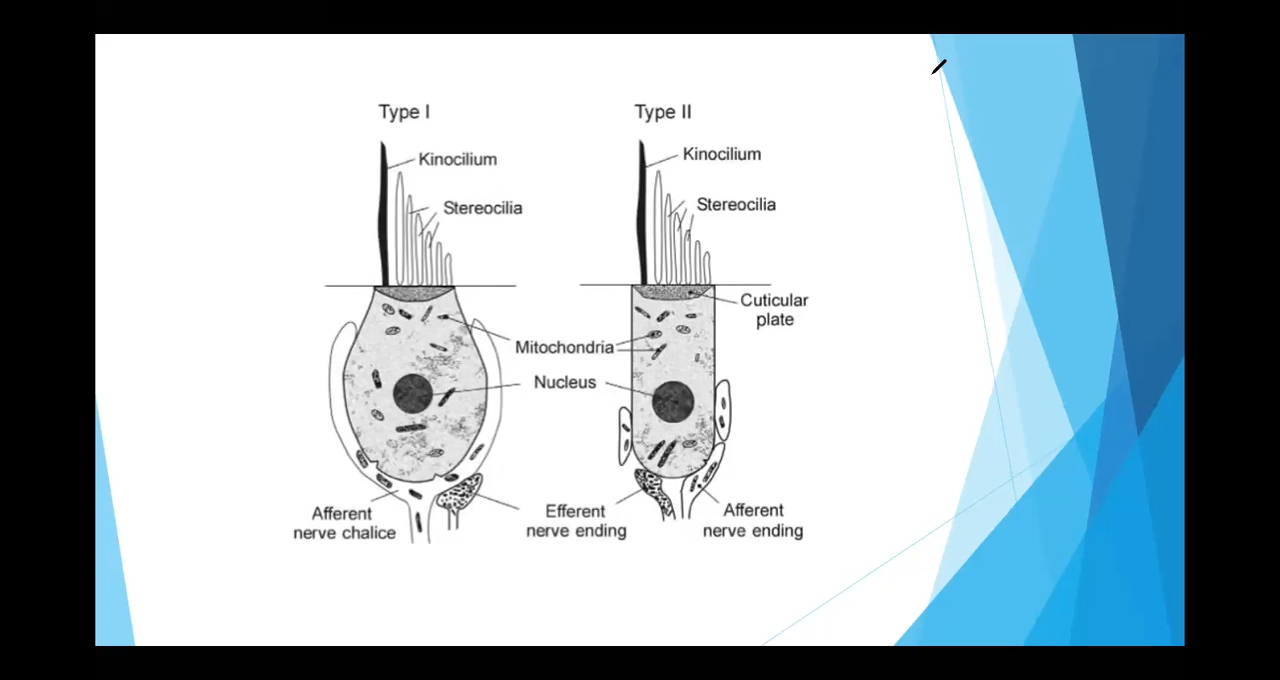 Type I
Type II
Kinocilium
Kinocilium
Stereocilia
Stereocilia
Cuticular
plate
Mitochondria
Nucleus
Afferent
nerve chalice
Efferent
nerve ending
Afferent
nerve ending